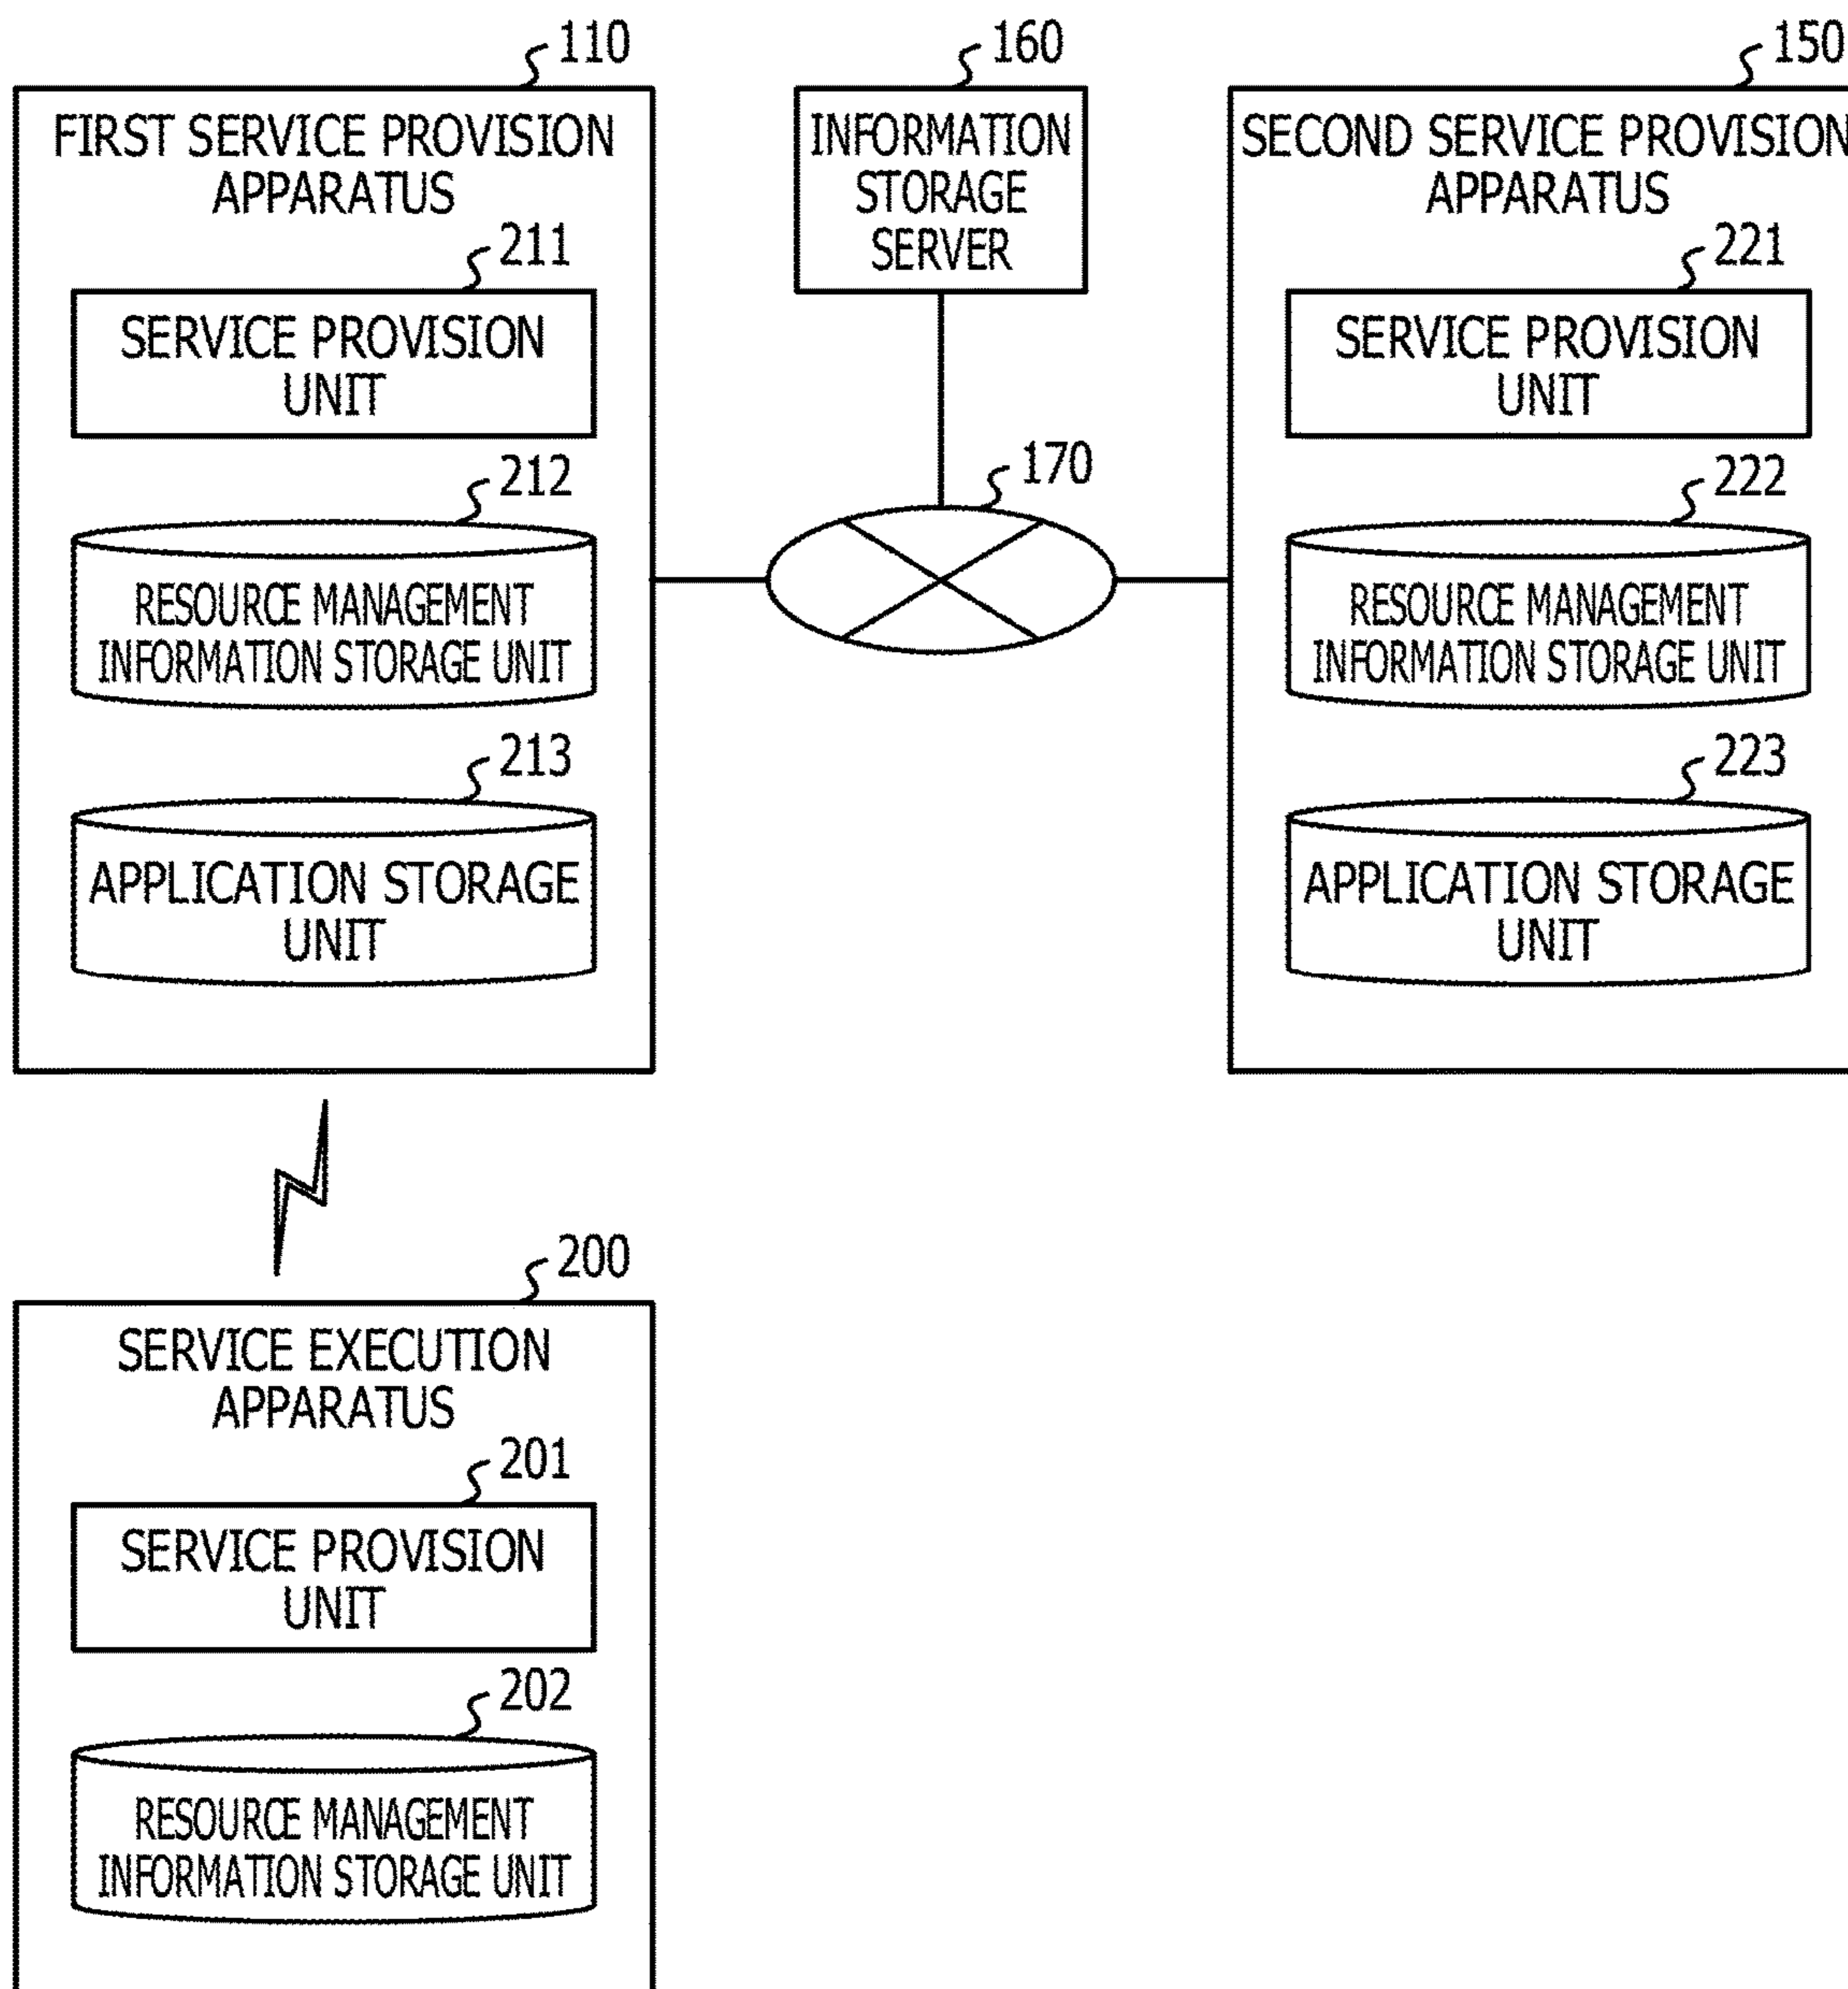 110
FIRST SERVICE PROVISION
APPARATUS
211
SERVICE PROVISION
UNIT
212
RESOURCE MANAGEMENT
INFORMATION STORAGE UNIT
213
APPLICATION STORAGE
UNIT
160
INFORMATION
STORAGE
SERVER
170
150
SECOND SERVICE PROVISION
APPARATUS
221
SERVICE PROVISION
UNIT
222
RESOURCE MANAGEMENT
INFORMATION STORAGE UNIT
223
APPLICATION STORAGE
UNIT
200
SERVICE EXECUTION
APPARATUS
201
SERVICE PROVISION
UNIT
202
RESOURCE MANAGEMENT
INFORMATION STORAGE UNIT